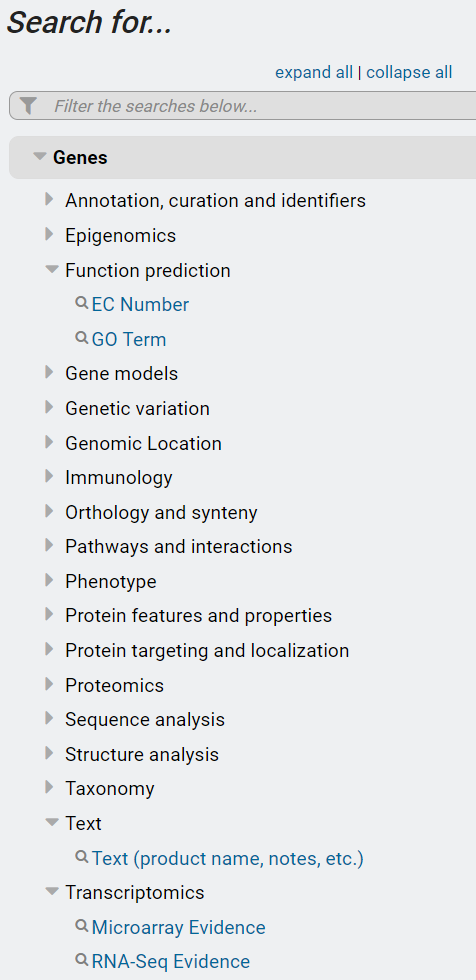 Search for...
expand all | collapse all
Filter the searches below...
Genes
Annotation, curation and identifiers
Epigenomics
Function prediction
EC Number
GO Term
Gene models
Genetic variation
Genomic Location
Immunology
Orthology and synteny
Pathways and interactions
Phenotype
Protein features and properties
Protein targeting and localization
Proteomics
Sequence analysis
Structure analysis
Taxonomy
Text
Text (product name, notes, etc.)
Transcriptomics
Microarray Evidence
RNA-Seq Evidence